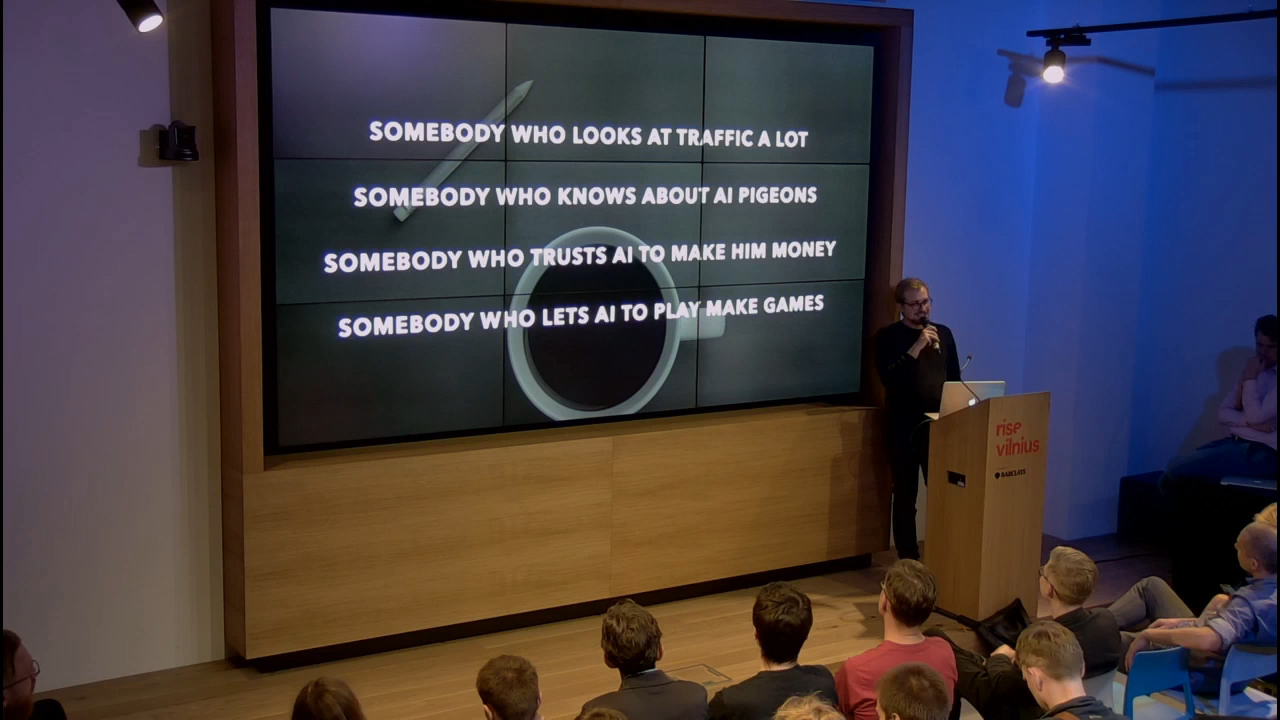 SOMEBODY WHO LOOKS AT TRAFFIC A LOT
SOMEBODY WHO KNOWS ABOUT AI PIGEONS
SOMEBODY WHO TRUSTS AI TO MAKE HIM MONEY
SOMEBODY WHO LETS AI TO PLAY MAKE GAMES
rise
vilnius
BARCLAYS